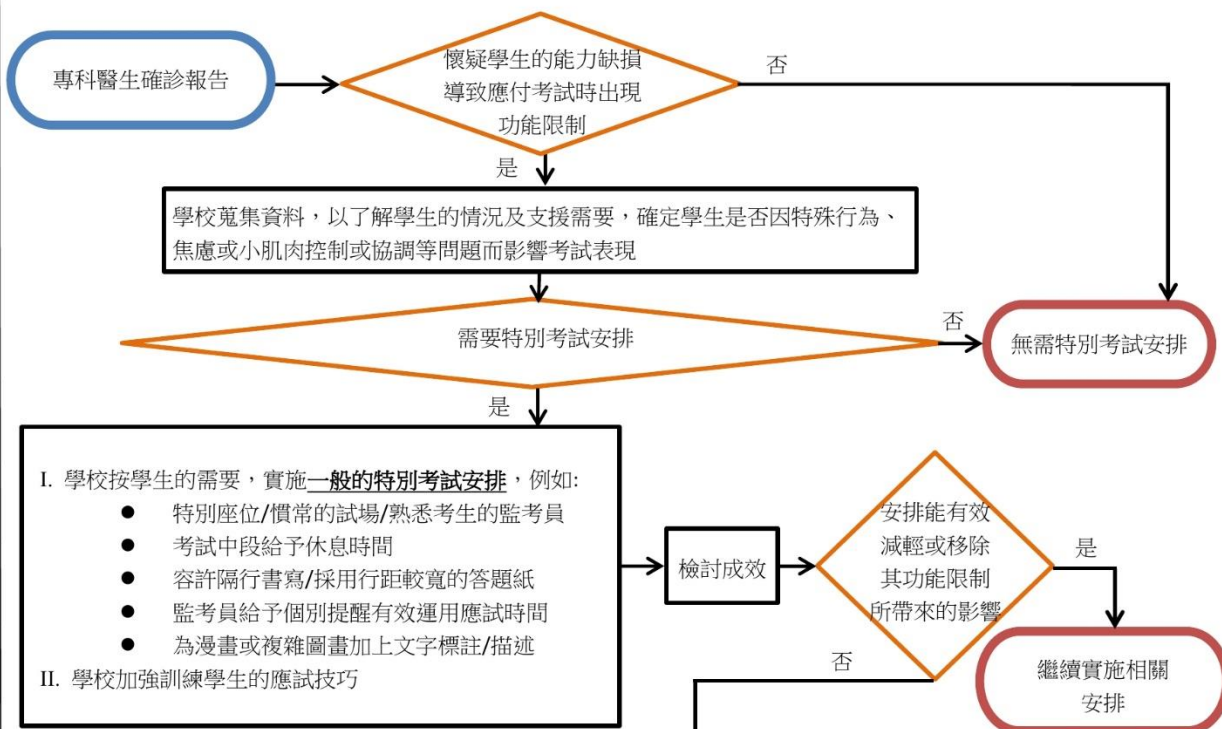 專科醫生確診報告
懷疑學生的能力缺損
導致應付考試時出現
功能限制
否
是
學校蒐集資料，以了解學生的情況及支援需要，確定學生是否因特殊行為、
焦慮或小肌肉控制或協調等問題而影響考試表現
需要特別考試安排
否
無需特別考試安排
是
I. 學校按學生的需要，實施一般的特別考試安排，例如:
● 特別座位/慣常的試場/熟悉考生的監考員
● 考試中段給予休息時間
● 容許隔行書寫/採用行距較寬的答題紙
● 監考員給予個別提醒有效運用應試時間
● 為漫畫或複雜圖畫加上文字標註/描述
II. 學校加強訓練學生的應試技巧
檢討成效
安排能有效
減輕或移除
其功能限制
所帶來的影響
是
否
繼續實施相關
安排